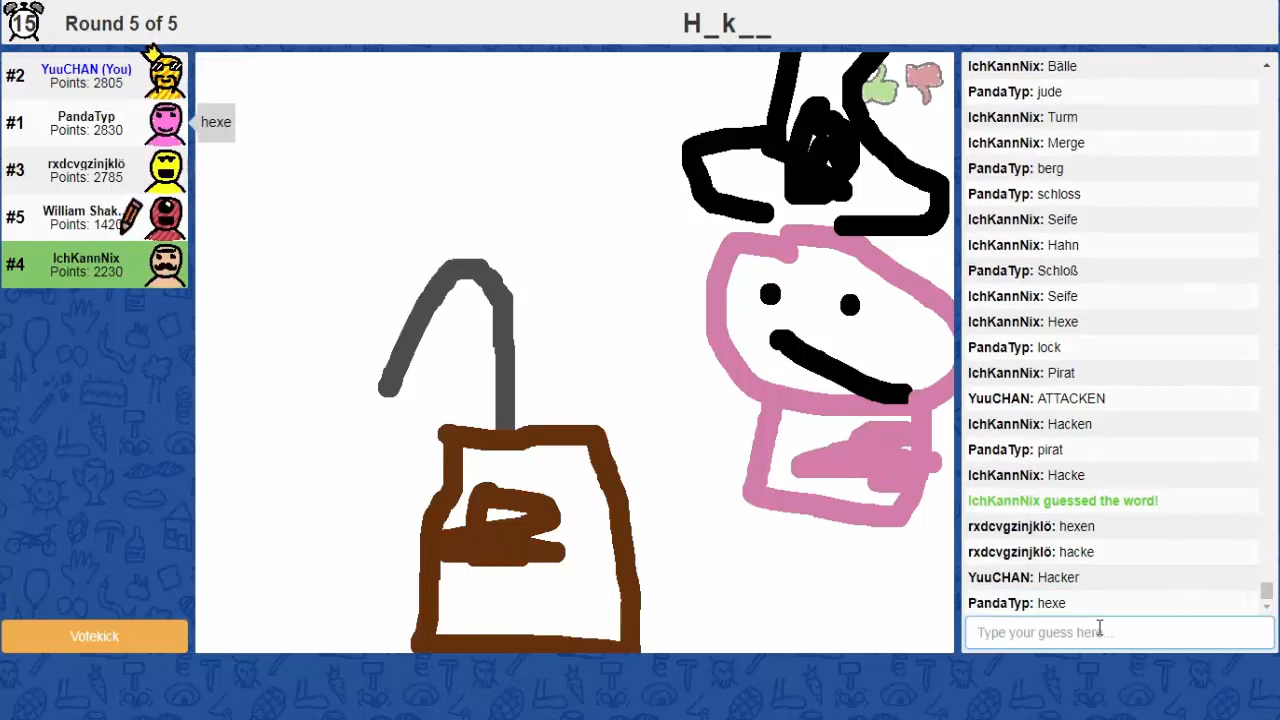 15
Round 5 of 5
H_k__
#2
YuuCHAN (You)
Points: 2805
#1
PandaTyp
Points: 2830
hexe
#3
rxdcvgzinjklö
Points: 2785
#5
William Shak..
Points: 1420
#4
IchKannNix
Points: 2230
Votekick
IchKannNix: Bälle
PandaTyp: jude
IchKannNix: Turm
IchKannNix: Merge
PandaTyp: berg
PandaTyp: schloss
IchKannNix: Seife
IchKannNix: Hahn
PandaTyp: Schloß
IchKannNix: Seife
IchKannNix: Hexe
PandaTyp: lock
IchKannNix: Pirat
YuuCHAN: ATTACKEN
IchKannNix: Hacken
PandaTyp: pirat
IchKannNix: Hacke
IchKannNix guessed the word!
rxdcvgzinjklö: hexen
rxdcvgzinjklö: hacke
YuuCHAN: Hacker
PandaTyp: hexe
Type your guess here...